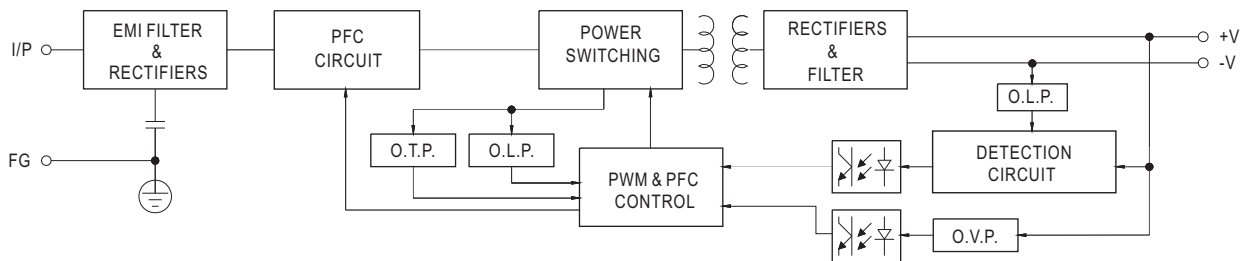 I/P
EMI FILTER
&
RECTIFIERS
PFC
CIRCUIT
POWER
SWITCHING
RECTIFIERS
&
FILTER
+V
-V
O.L.P.
O.T.P.
O.L.P.
FG
PWM & PFC
CONTROL
DETECTION
CIRCUIT
O.V.P.